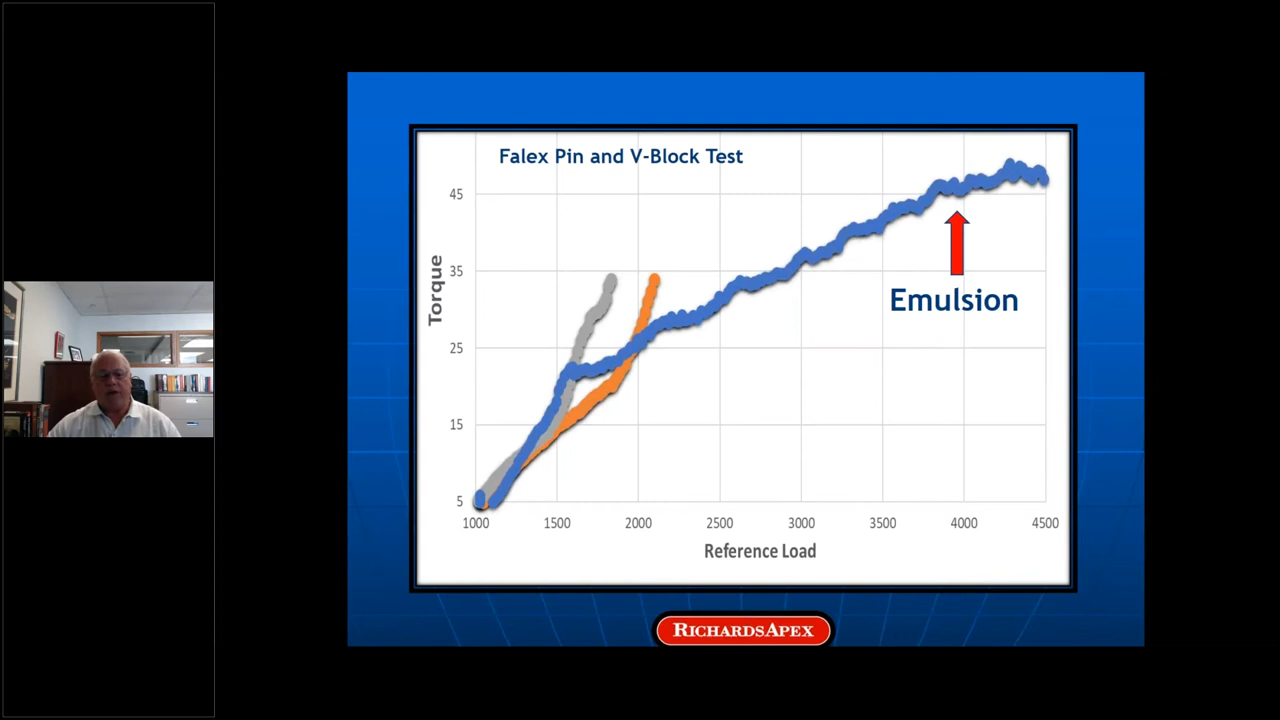 Falex Pin and V-Block Test
45
35
25
15
5
Torque
1000 1500 2000 2500 3000 3500 4000 4500
Reference Load
Emulsion
RICHARDSAPEX